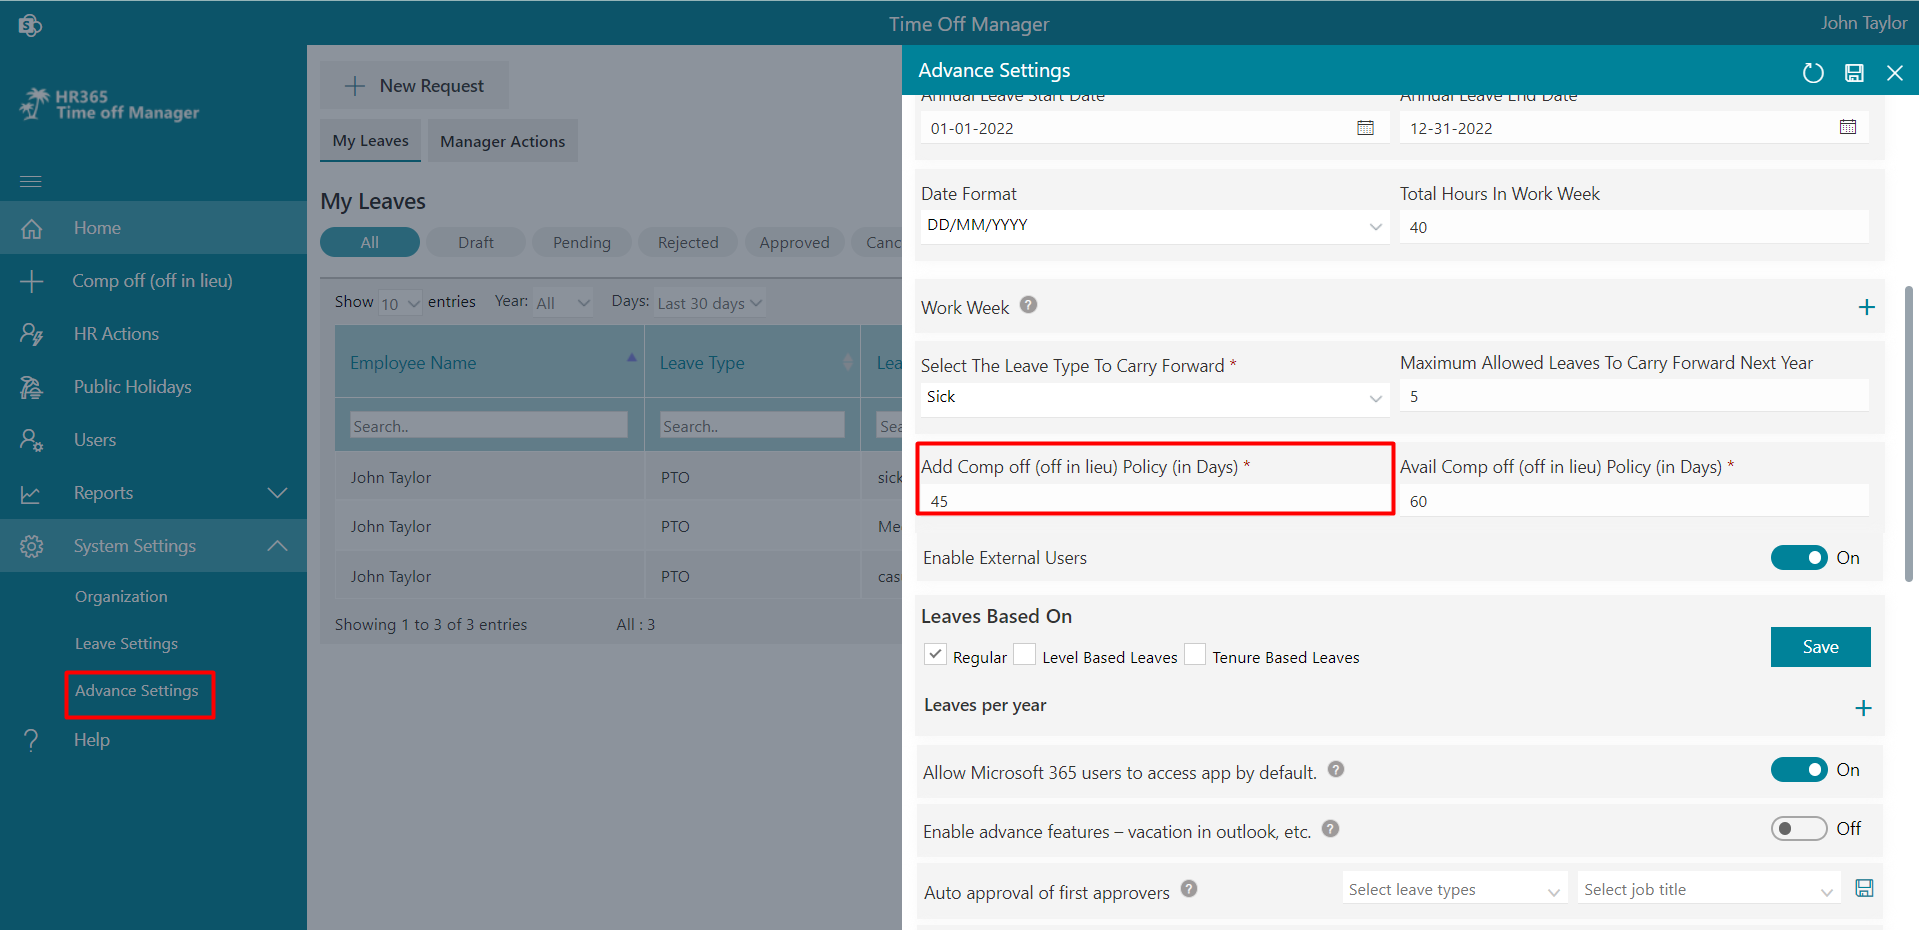 Time Off Manager
John Taylor
HR365
Time off Manager
Home
Comp off (off in lieu)
HR Actions
Public Holidays
Users
Reports
System Settings
Organization
Leave Settings
Advance Settings
Help
New Request
My Leaves
Manager Actions
My Leaves
All
Draft
Pending
Rejected
Approved
Canc
Show 10 entries Year: All Days: Last 30 days
Employee Name
Leave Type
Lea
Search..
Search..
Sea
John Taylor PTO sick
John Taylor PTO Me
John Taylor PTO cas
Showing 1 to 3 of 3 entries All : 3
Advance Settings
Annual Leave Start Date
Annual Leave End Date
01-01-2022
12-31-2022
Date Format
Total Hours In Work Week
DD/MM/YYYY
40
Work Week ?
Select The Leave Type To Carry Forward *
Maximum Allowed Leaves To Carry Forward Next Year
Sick
5
Add Comp off (off in lieu) Policy (in Days) *
Avail Comp off (off in lieu) Policy (in Days) *
45
60
Enable External Users
On
Leaves Based On
Regular
Level Based Leaves
Tenure Based Leaves
Save
Leaves per year
Allow Microsoft 365 users to access app by default. ?
On
Enable advance features – vacation in outlook, etc. ?
Off
Auto approval of first approvers ?
Select leave types
Select job title